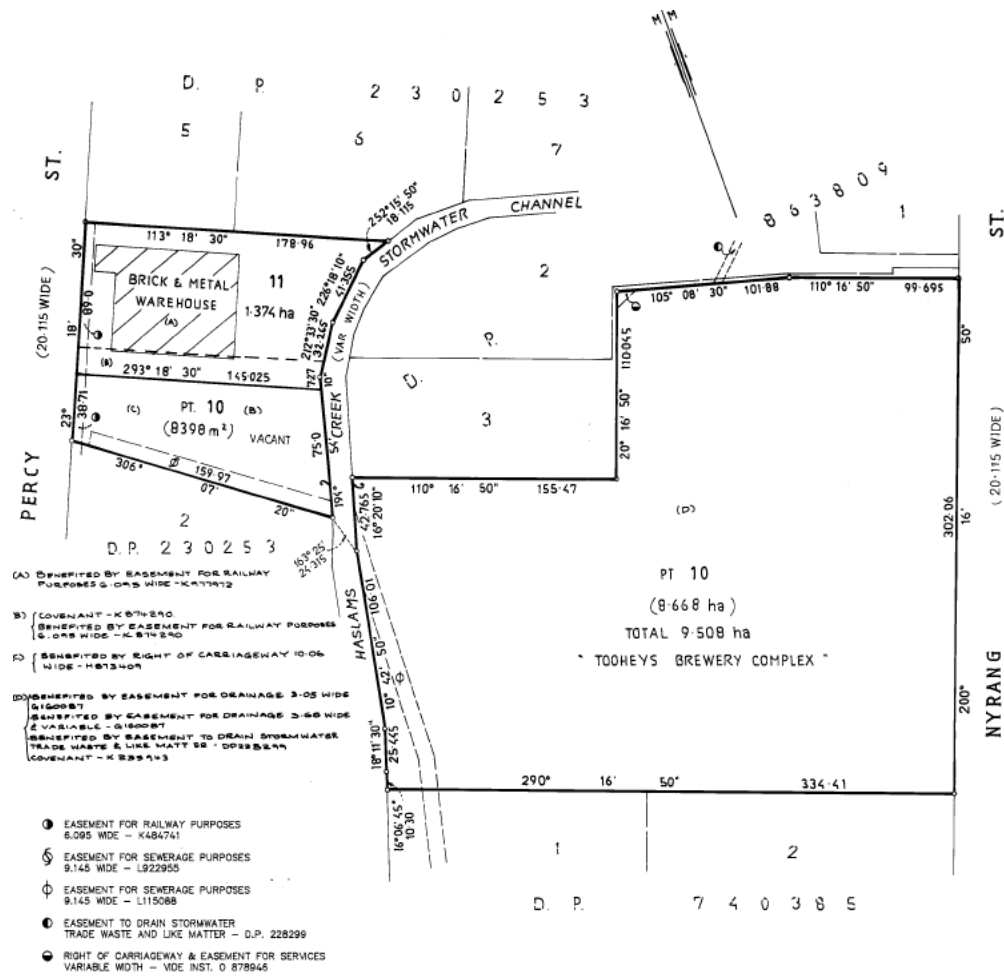 D. P. 2 3 0 2 5 3
5
6
7
M M
ST.
PERCY
(20·115 WIDE)
252° 15' 50"
18·115
STORMWATER CHANNEL
8 6 3 8 0 9
1
ST.
NYRANG
(20·115 WIDE)
113° 18' 30" 178·96
BRICK & METAL
WAREHOUSE
(A)
11
1·374 ha
226° 18' 10"
41·355
212° 33' 30"
32·245
(VAR WIDTH)
2
105° 08' 30" 101·88
110° 16' 50" 99·695
30"
89·0
18'
(B)
293° 18' 30" 145·025
7·27
10"
D. P.
3
110·045
20° 16' 50"
50"
38·71
23°
(C)
PT. 10 (B)
(8398 m²)
VACANT
75·0
54'
194°
CREEK
306° 07' 20"
159·97
110° 16' 50" 155·47
42·765
16° 20' 10"
(D)
302·06
16'
200°
2
D.P. 2 3 0 2 5 3
163° 25'
24·315
HASLAMS
106·01
10° 42' 50"
PT 10
(8·668 ha)
TOTAL 9·508 ha
" TOOHEYS BREWERY COMPLEX "
(A) BENEFITED BY EASEMENT FOR RAILWAY
PURPOSES 6·095 WIDE - K977972
B) COVENANT - K874290
BENEFITED BY EASEMENT FOR RAILWAY PURPOSES
6·095 WIDE - K874290
C) BENEFITED BY RIGHT OF CARRIAGEWAY 10·06
WIDE - H873409
(D) BENEFITED BY EASEMENT FOR DRAINAGE 3·05 WIDE
G160087
BENEFITED BY EASEMENT FOR DRAINAGE 3·68 WIDE
& VARIABLE - G160087
BENEFITED BY EASEMENT TO DRAIN STORMWATER
TRADE WASTE & LIKE MATTER - DP228299
COVENANT - K235943
18° 11' 30"
25·445
16° 06' 45"
10·30
290° 16' 50" 334·41
1
2
D. P. 7 4 0 3 8 5
EASEMENT FOR RAILWAY PURPOSES
6.095 WIDE – K484741
EASEMENT FOR SEWERAGE PURPOSES
9.145 WIDE – L922955
EASEMENT FOR SEWERAGE PURPOSES
9.145 WIDE – L115088
EASEMENT TO DRAIN STORMWATER
TRADE WASTE AND LIKE MATTER – D.P. 228299
RIGHT OF CARRIAGEWAY & EASEMENT FOR SERVICES
VARIABLE WIDTH – VIDE INST. O 878946